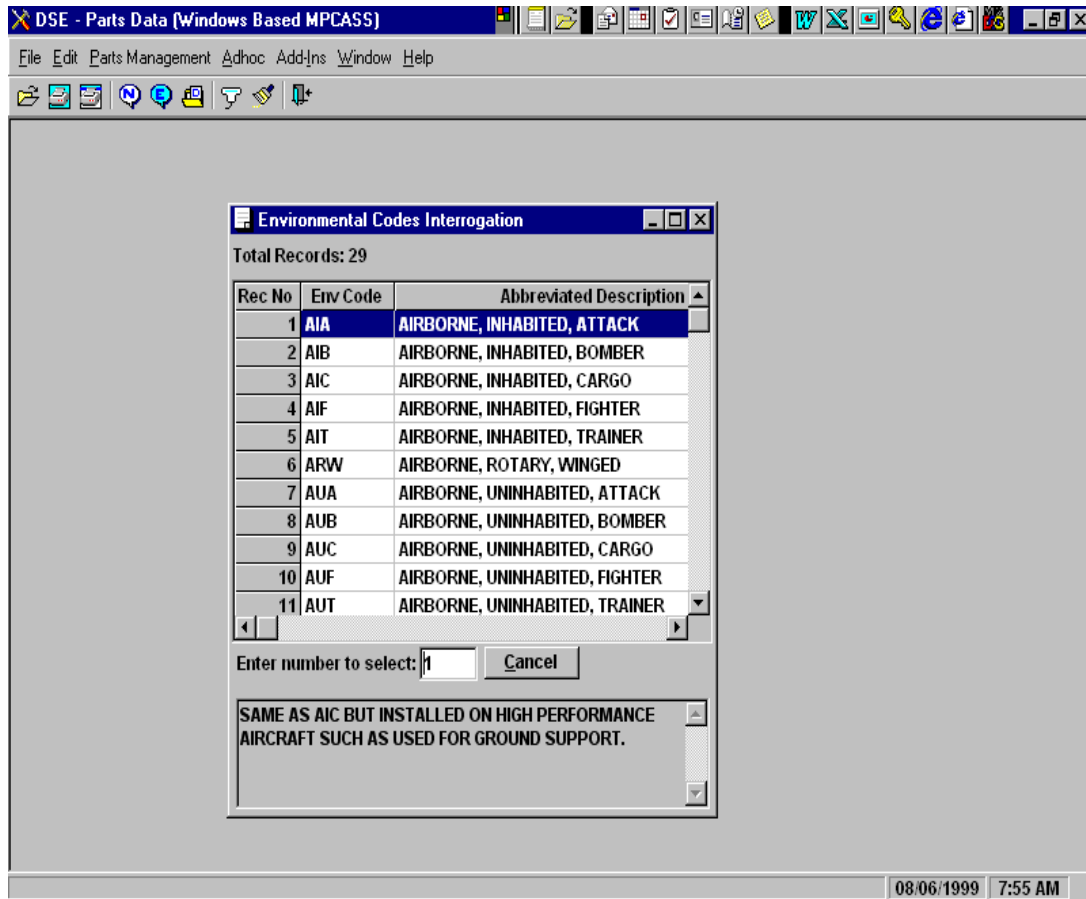 DSE - Parts Data (Windows Based MPCASS)
File Edit Parts Management Adhoc Add-Ins Window Help
Environmental Codes Interrogation
Total Records: 29
Rec No Env Code Abbreviated Description
1 AIA AIRBORNE, INHABITED, ATTACK
2 AIB AIRBORNE, INHABITED, BOMBER
3 AIC AIRBORNE, INHABITED, CARGO
4 AIF AIRBORNE, INHABITED, FIGHTER
5 AIT AIRBORNE, INHABITED, TRAINER
6 ARW AIRBORNE, ROTARY, WINGED
7 AUA AIRBORNE, UNINHABITED, ATTACK
8 AUB AIRBORNE, UNINHABITED, BOMBER
9 AUC AIRBORNE, UNINHABITED, CARGO
10 AUF AIRBORNE, UNINHABITED, FIGHTER
11 AUT AIRBORNE, UNINHABITED, TRAINER
Enter number to select: 1 Cancel
SAME AS AIC BUT INSTALLED ON HIGH PERFORMANCE
AIRCRAFT SUCH AS USED FOR GROUND SUPPORT.
08/06/1999 7:55 AM